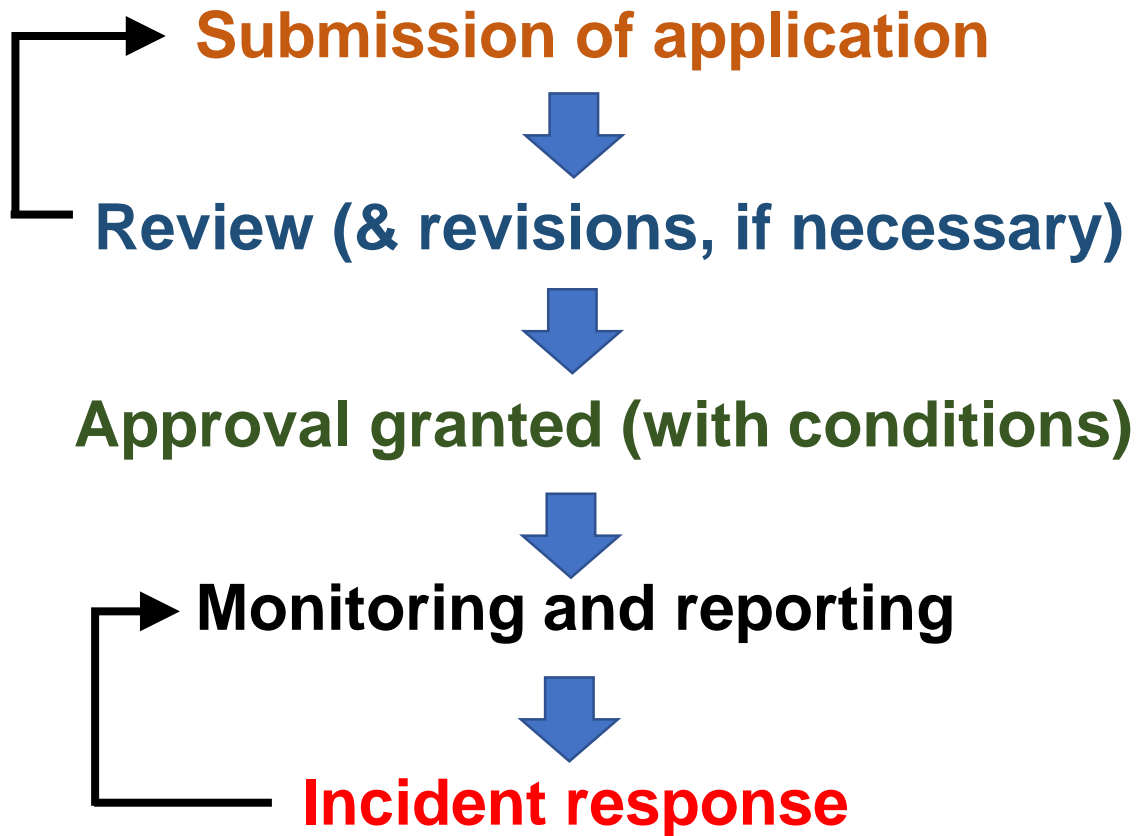 Submission of application
Review (& revisions, if necessary)
Approval granted (with conditions)
Monitoring and reporting
Incident response